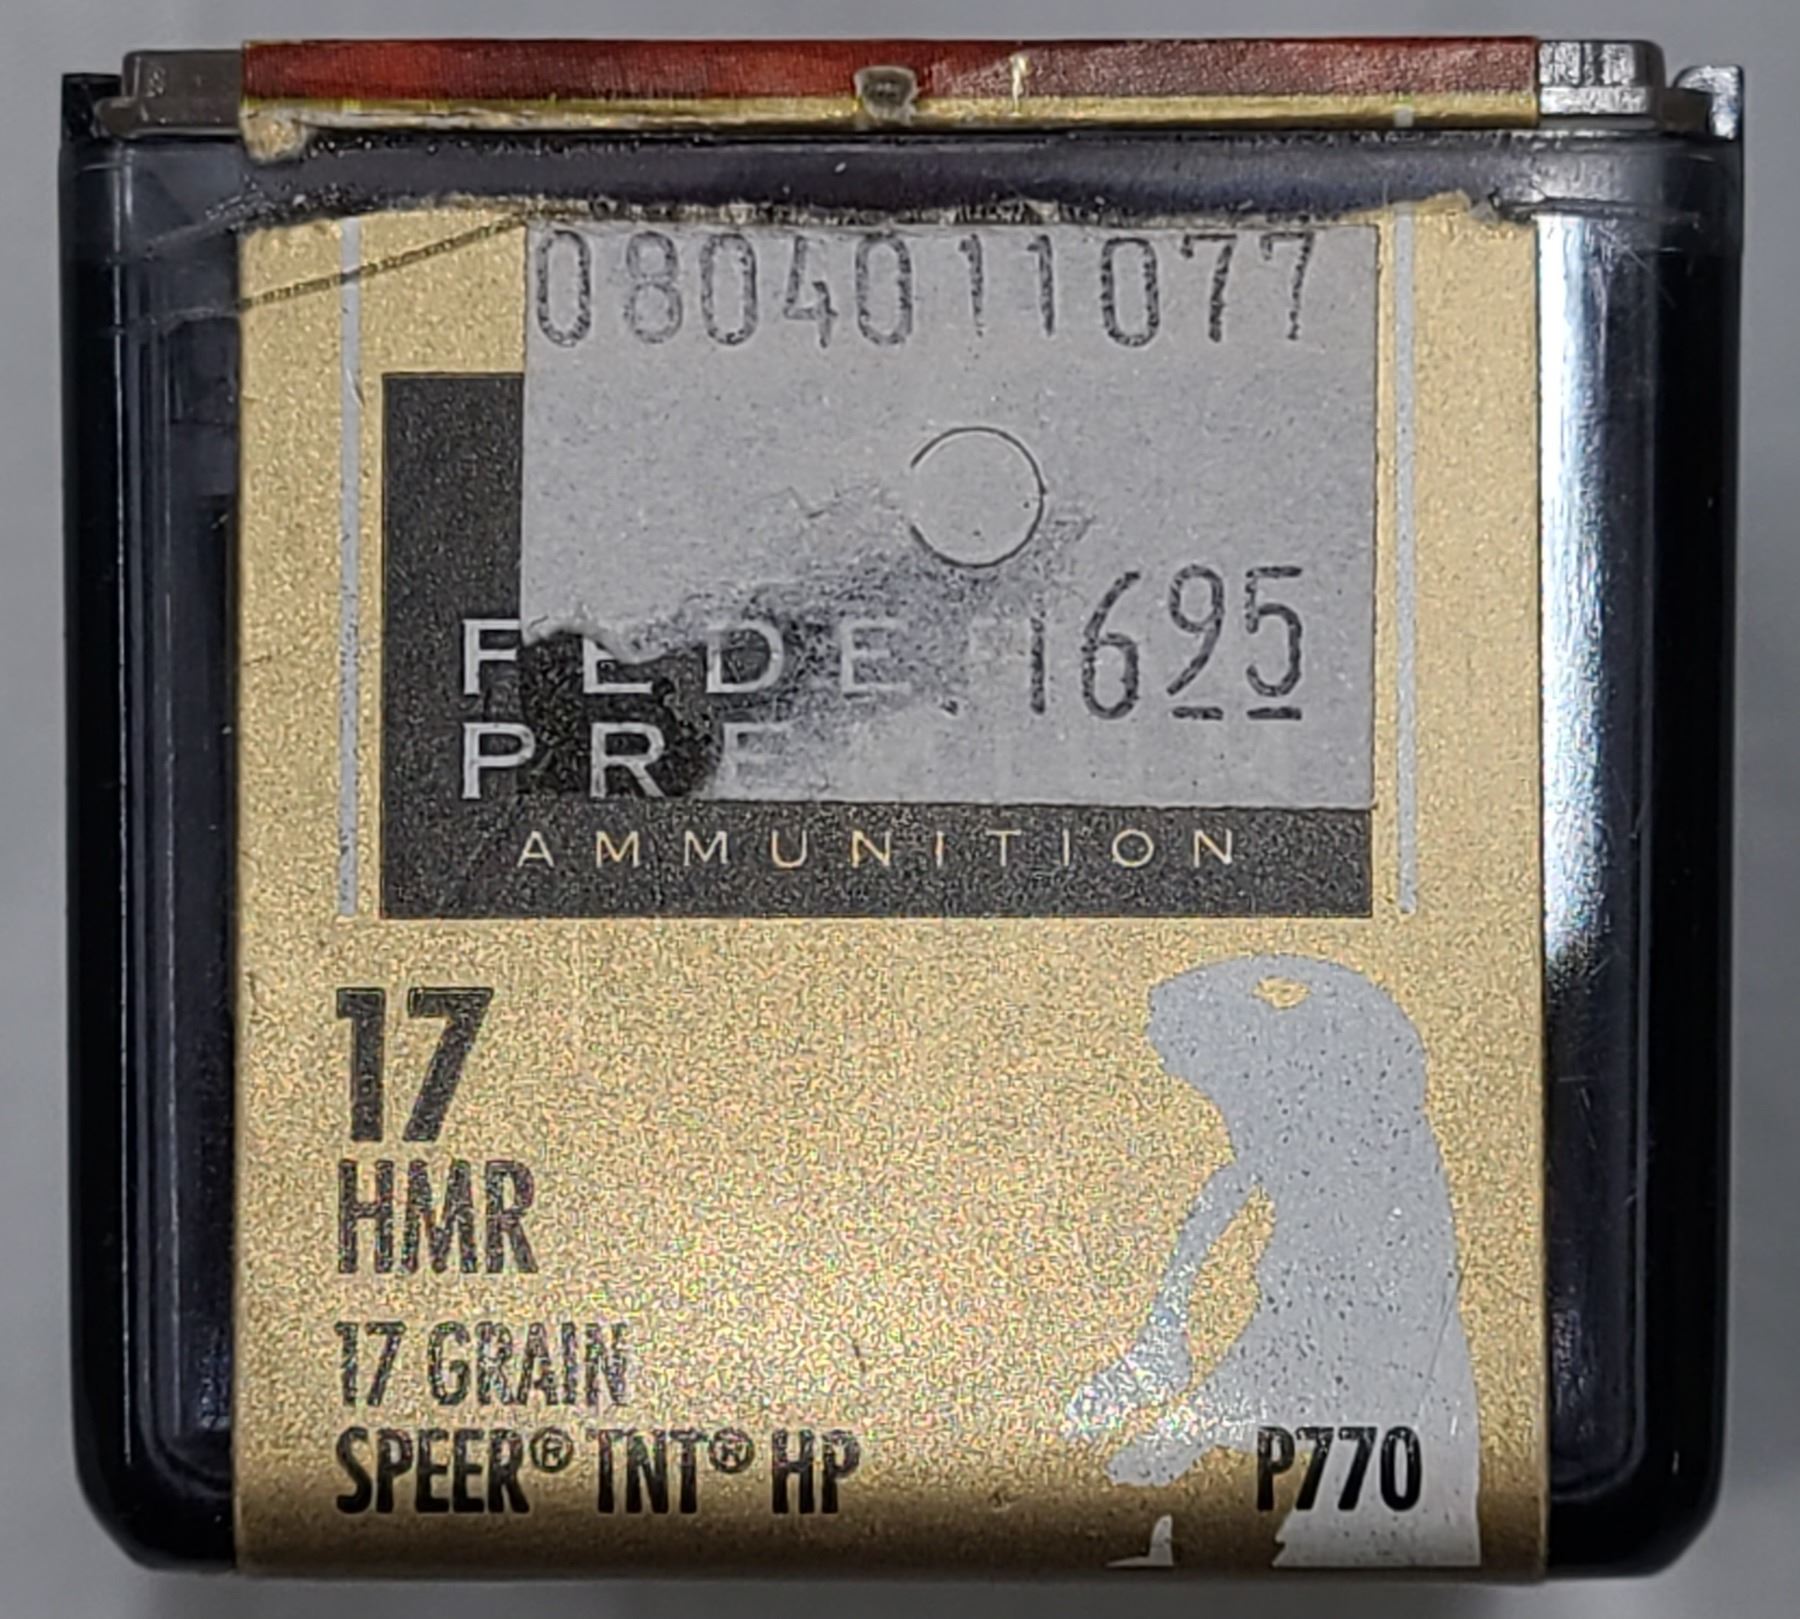 0804011077
1695
FEDE
PRE
AMMUNITION
17
HMR
17 GRAIN
SPEER® TNT® HP
P770